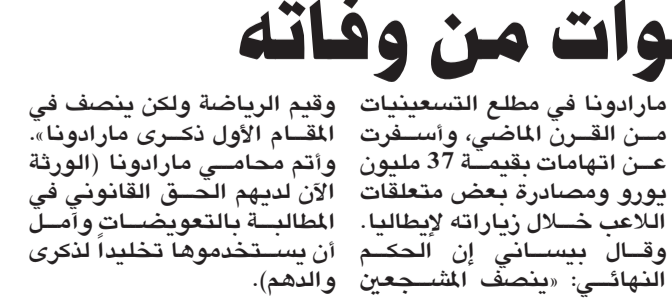 وات من وفاته
مارادونا في مطلع التسعينيات
من القرن الماضي، وأسفرت
عن اتهامات بقيمة 37 مليون
يورو ومصادرة بعض متعلقات
اللاعب خلال زياراته لإيطاليا.
وقال بيساني إن الحكم
النهائي: «ينصف المشجعين
وقيم الرياضة ولكن ينصف في
المقام الأول ذكرى مارادونا».
وأتم محامي مارادونا (الورثة
الآن لديهم الحق القانوني في
المطالبة بالتعويضات وآمل
أن يستخدموها تخليداً لذكرى
والدهم).